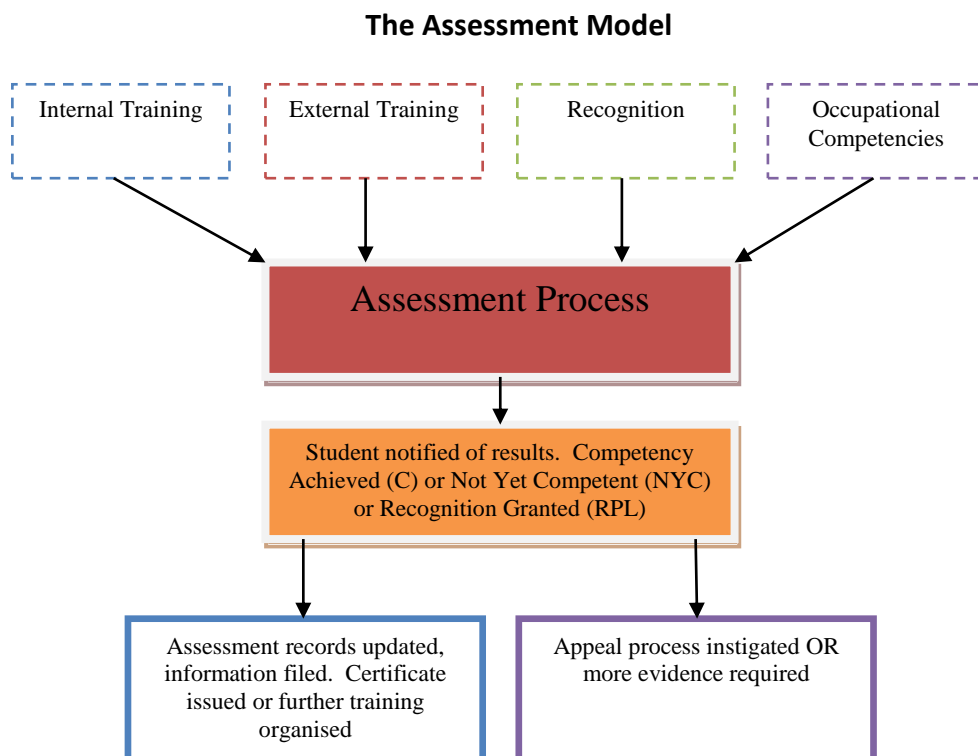 The Assessment Model
Internal Training
External Training
Recognition
Occupational
Competencies
Assessment Process
Student notified of results.  Competency
Achieved (C) or Not Yet Competent (NYC)
or Recognition Granted (RPL)
Assessment records updated,
information filed.  Certificate
issued or further training
organised
Appeal process instigated OR
more evidence required